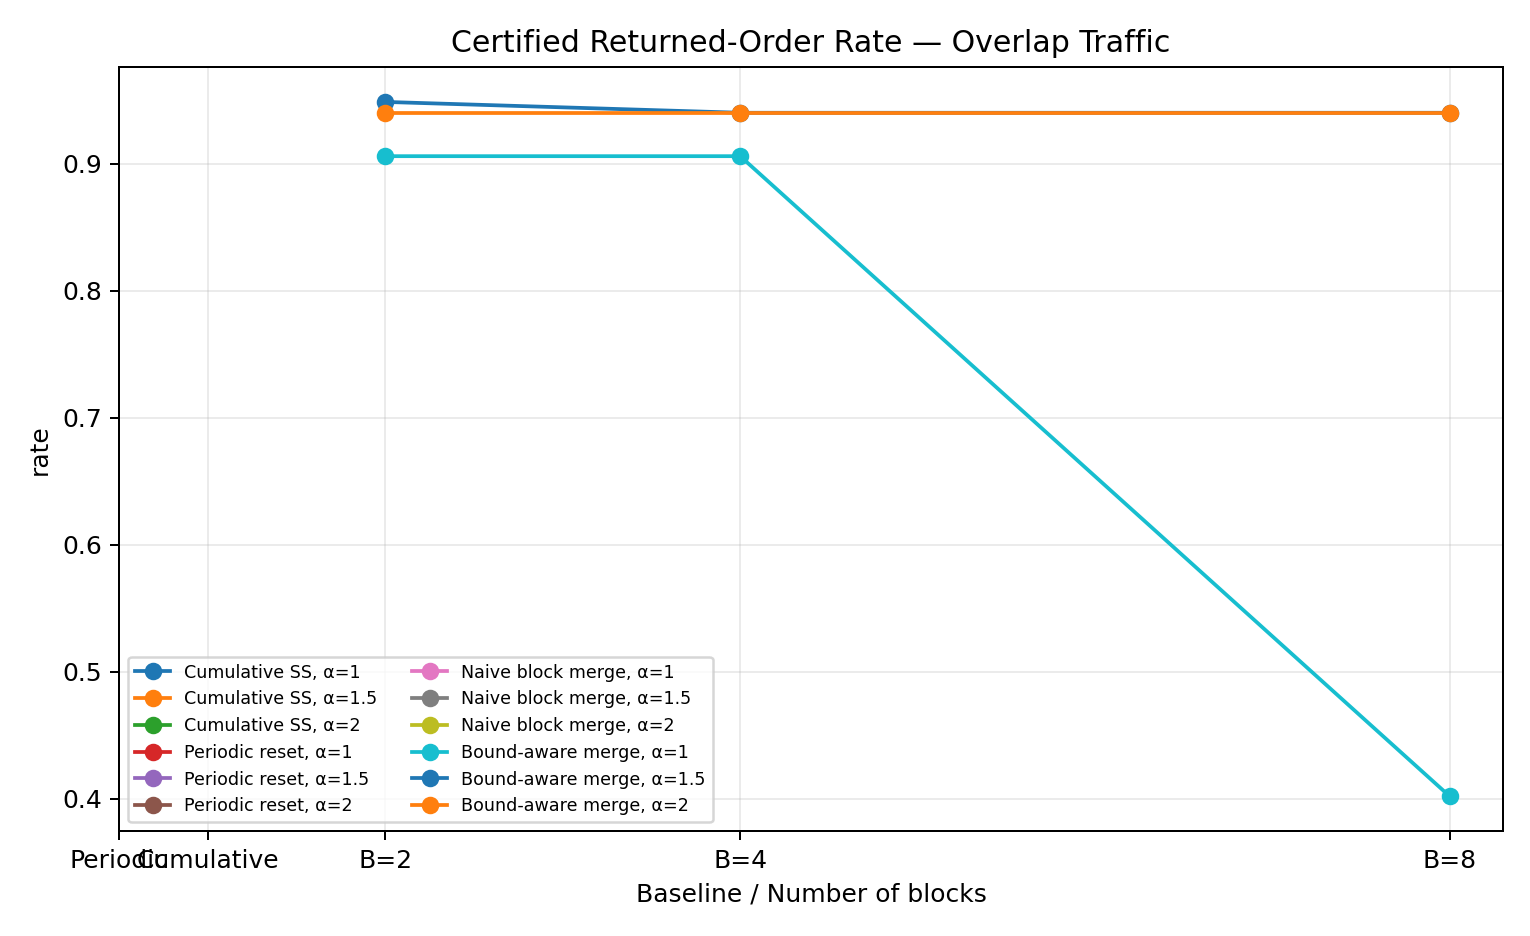 Certified Returned-Order Rate — Overlap Traffic
rate
0.9
0.8
0.7
0.6
0.5
0.4
Cumulative SS, α=1
Cumulative SS, α=1.5
Cumulative SS, α=2
Periodic reset, α=1
Periodic reset, α=1.5
Periodic reset, α=2
Naive block merge, α=1
Naive block merge, α=1.5
Naive block merge, α=2
Bound-aware merge, α=1
Bound-aware merge, α=1.5
Bound-aware merge, α=2
Periodic Cumulative B=2 B=4 B=8
Baseline / Number of blocks